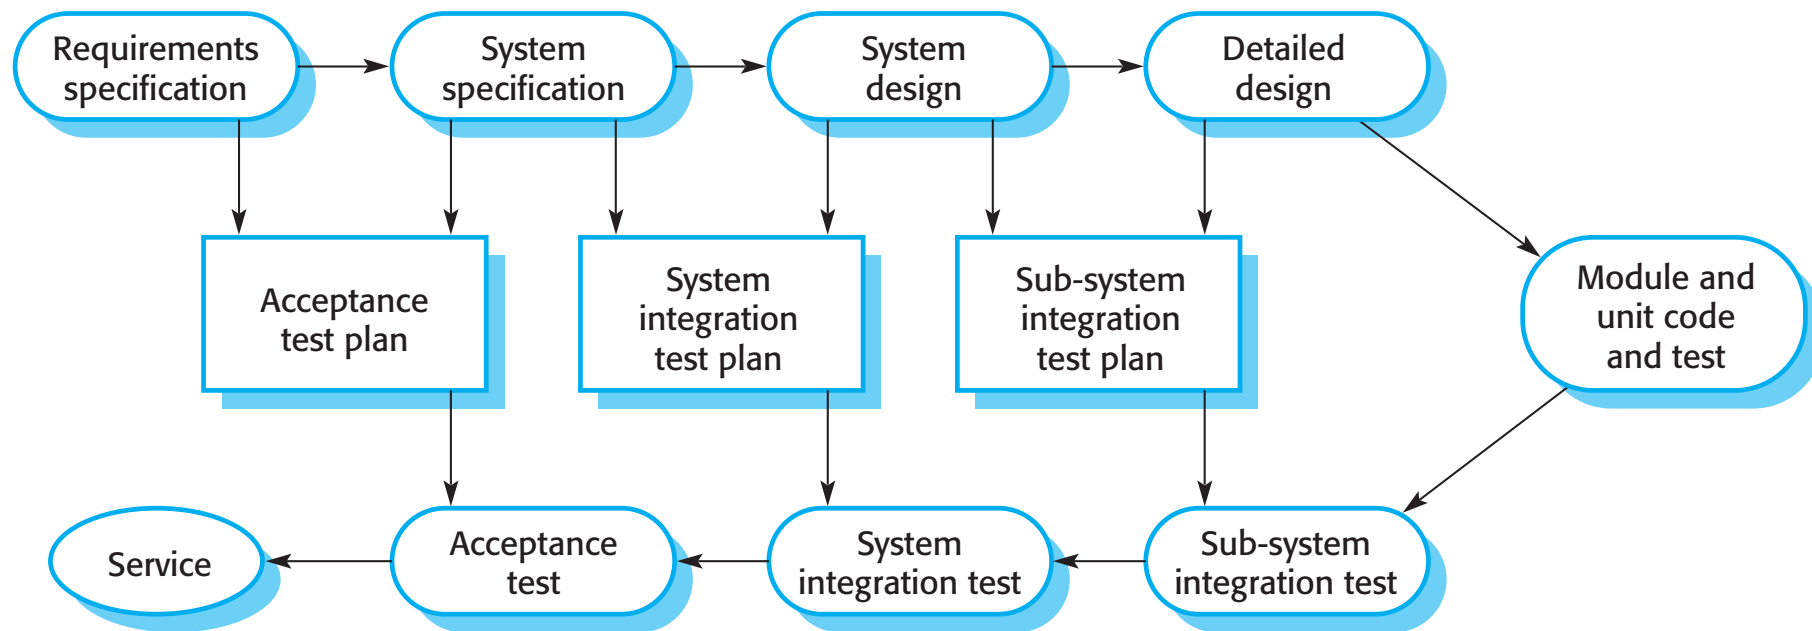 Requirements
specification
System
specification
System
design
Detailed
design
Acceptance
test plan
System
integration
test plan
Sub-system
integration
test plan
Module and
unit code
and test
Service
Acceptance
test
System
integration test
Sub-system
integration test